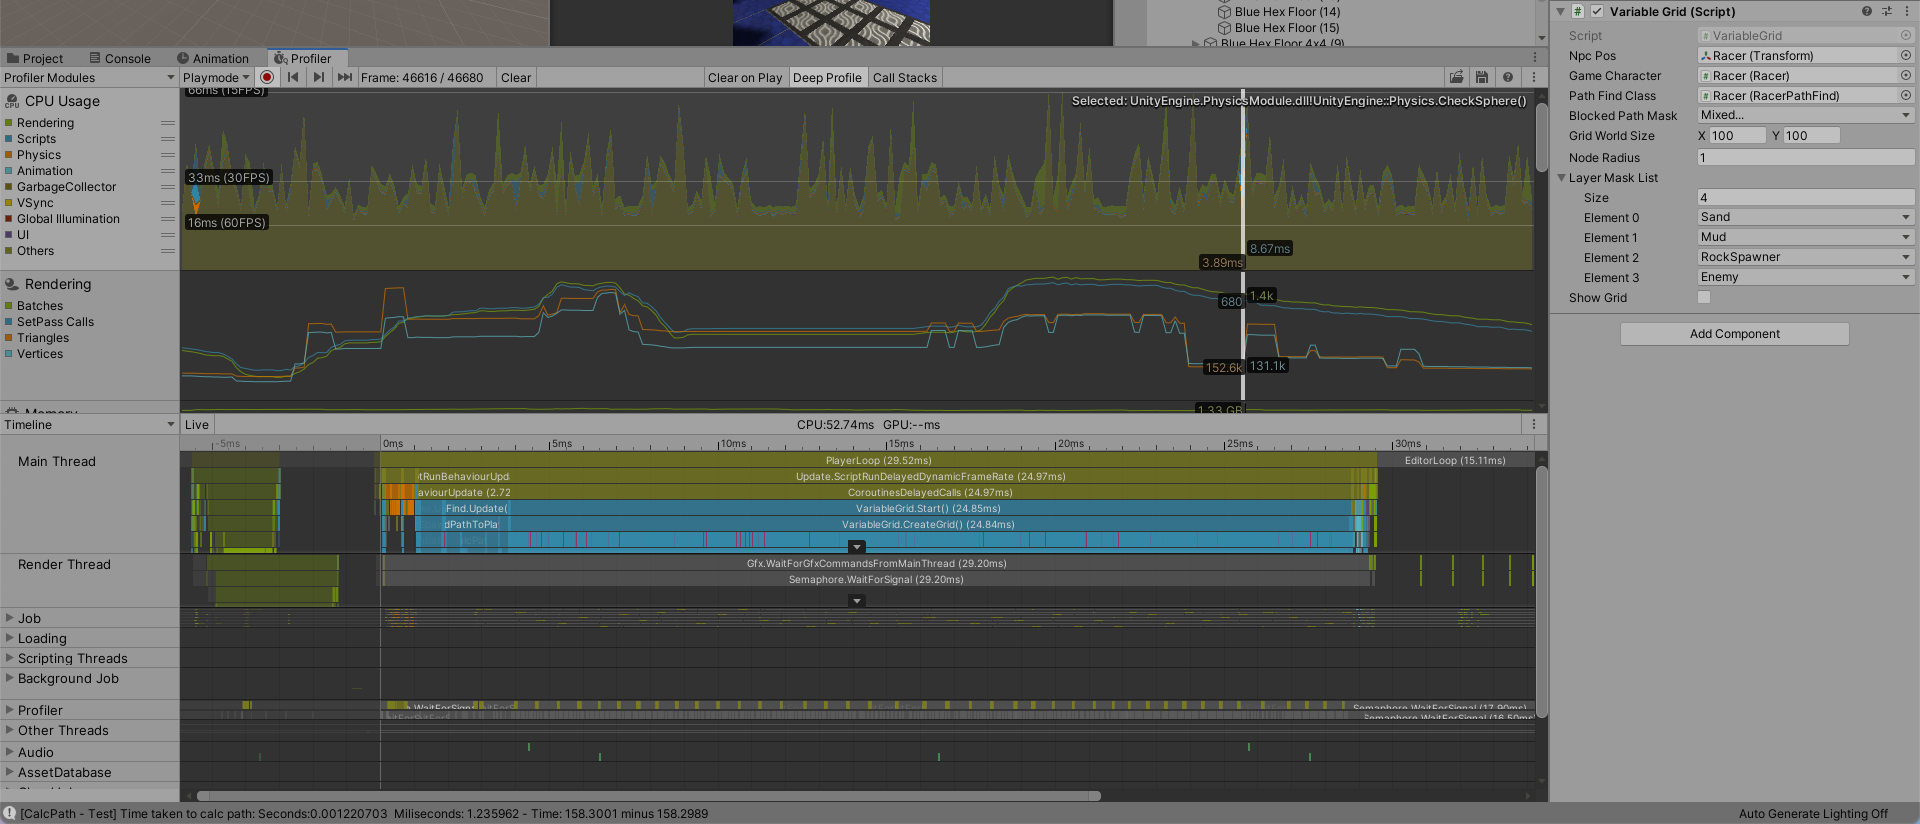 Blue Hex Floor (14)
Blue Hex Floor (15)
Blue Hex Floor 4x4 (9)
Project
Console
Animation
Profiler
Profiler Modules
Playmode
Frame: 46616 / 46680
Clear
Clear on Play
Deep Profile
Call Stacks
CPU Usage
Rendering
Scripts
Physics
Animation
GarbageCollector
VSync
Global Illumination
UI
Others
66ms (15FPS)
33ms (30FPS)
16ms (60FPS)
Selected: UnityEngine.PhysicsModule.dll!UnityEngine::Physics.CheckSphere()
8.67ms
3.89ms
Rendering
Batches
SetPass Calls
Triangles
Vertices
680
1.4k
152.6k
131.1k
Memory
1.33 GB
Timeline
Live
CPU:52.74ms GPU:--ms
-5ms
0ms
5ms
10ms
15ms
20ms
25ms
30ms
Main Thread
PlayerLoop (29.52ms)
EditorLoop (15.11ms)
tRunBehaviourUpd
Update.ScriptRunDelayedDynamicFrameRate (24.97ms)
aviourUpdate (2.72
CoroutinesDelayedCalls (24.97ms)
Find.Update(
VariableGrid.Start() (24.85ms)
dPathToPla
VariableGrid.CreateGrid() (24.84ms)
Render Thread
Gfx.WaitForGfxCommandsFromMainThread (29.20ms)
Semaphore.WaitForSignal (29.20ms)
Job
Loading
Scripting Threads
Background Job
Profiler
Semaphore.WaitForSignal (17.90ms)
Semaphore.WaitForSignal (16.50ms)
Other Threads
Audio
AssetDatabase
[CalcPath - Test] Time taken to calc path: Seconds:0.001220703 Miliseconds: 1.235962 - Time: 158.3001 minus 158.2989
Variable Grid (Script)
Script
VariableGrid
Npc Pos
Racer (Transform)
Game Character
Racer (Racer)
Path Find Class
Racer (RacerPathFind)
Blocked Path Mask
Mixed...
Grid World Size
X 100 Y 100
Node Radius
1
Layer Mask List
Size
4
Element 0
Sand
Element 1
Mud
Element 2
RockSpawner
Element 3
Enemy
Show Grid
Add Component
Auto Generate Lighting Off